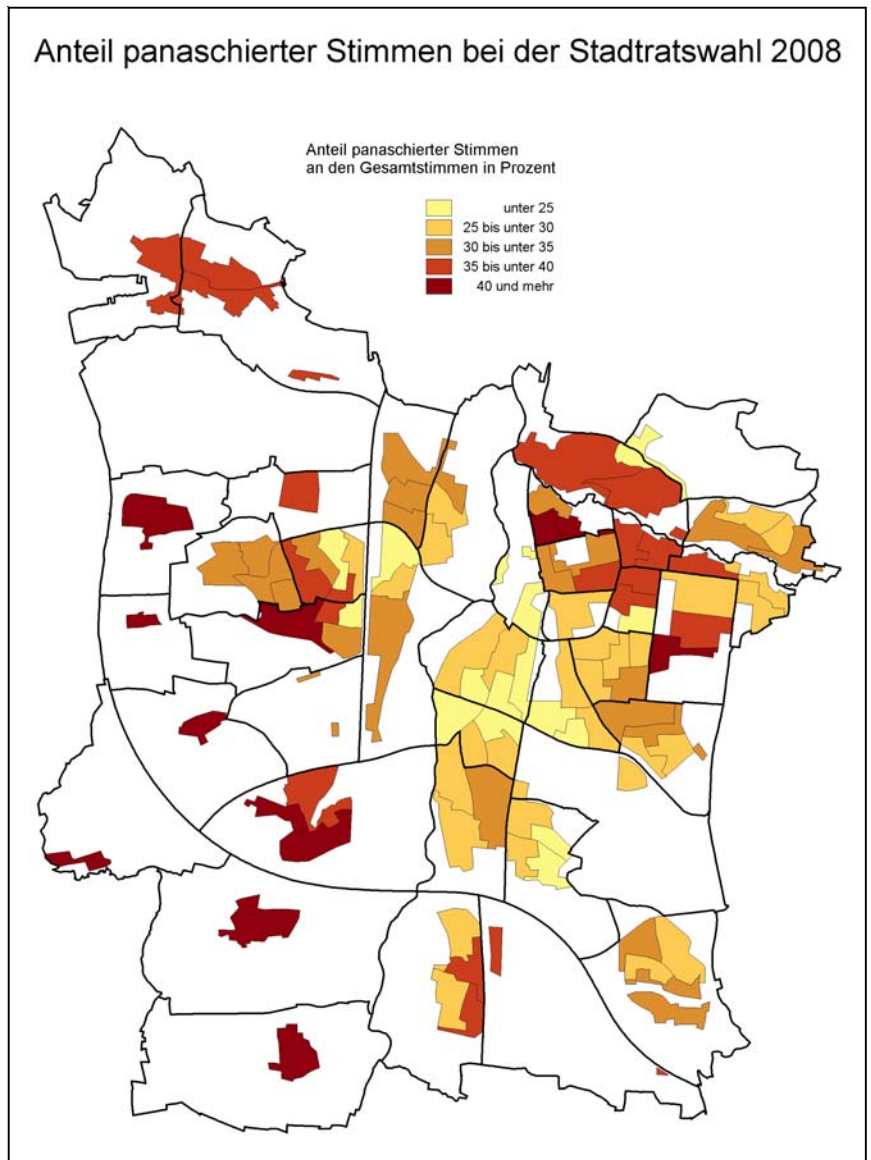 Anteil panaschierter Stimmen bei der Stadtratswahl 2008
Anteil panaschierter Stimmen
an den Gesamtstimmen in Prozent
unter 25
25 bis unter 30
30 bis unter 35
35 bis unter 40
40 und mehr